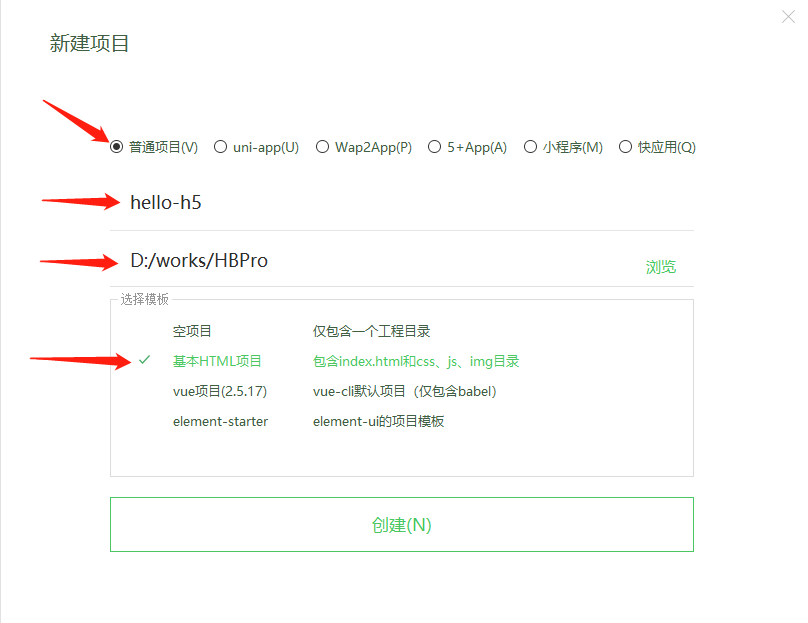 新建项目
普通项目(V) uni-app(U) Wap2App(P) 5+App(A) 小程序(M) 快应用(Q)
hello-h5
D:/works/HBPro 浏览
选择模板
空项目 仅包含一个工程目录
基本HTML项目 包含index.html和css、js、img目录
vue项目(2.5.17) vue-cli默认项目（仅包含babel）
element-starter element-ui的项目模板
创建(N)